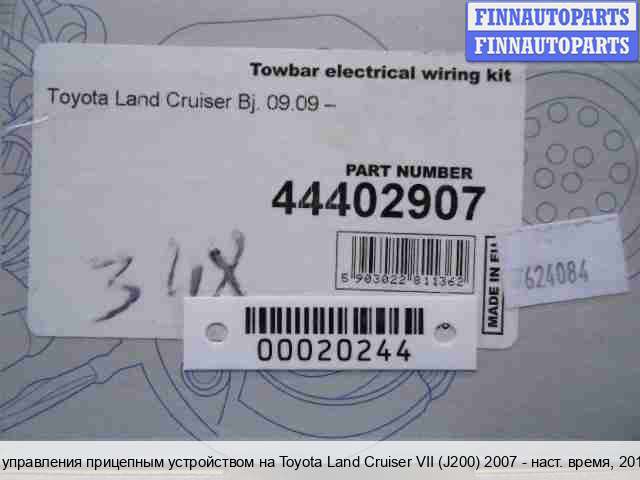 FINNAUTOPARTS
FINNAUTOPARTS
Towbar electrical wiring kit
Toyota Land Cruiser Bj. 09.09 –
PART NUMBER
44402907
5 903022 811362
MADE IN EU
7624084
00020244
управления прицепным устройством на Toyota Land Cruiser VII (J200) 2007 - наст. время, 201